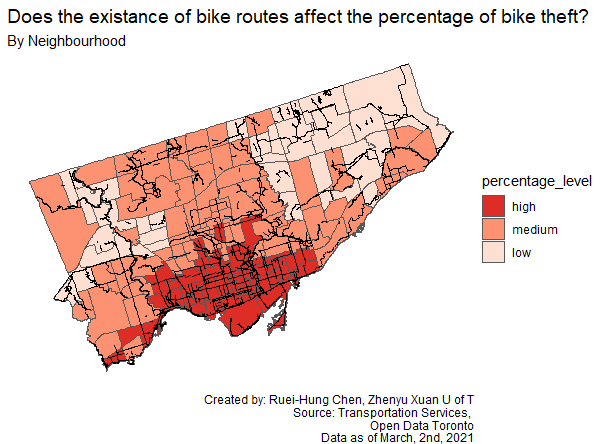 Does the existance of bike routes affect the percentage of bike theft?
By Neighbourhood
percentage_level
high
medium
low
Created by: Ruei-Hung Chen, Zhenyu Xuan U of T
Source: Transportation Services,
Open Data Toronto
Data as of March, 2nd, 2021